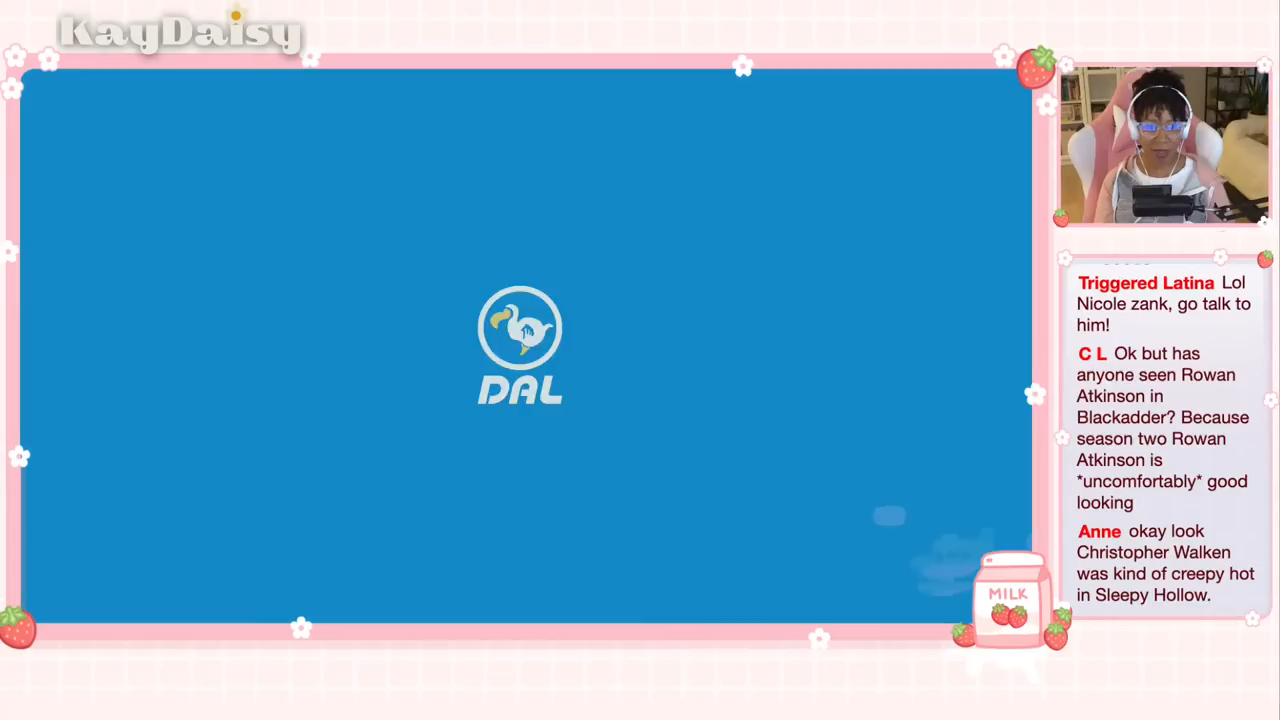 KayDaisy
DAL
MILK
Triggered Latina Lol
Nicole zank, go talk to
him!
C L Ok but has
anyone seen Rowan
Atkinson in
Blackadder? Because
season two Rowan
Atkinson is
*uncomfortably* good
looking
Anne okay look
Christopher Walken
was kind of creepy hot
in Sleepy Hollow.